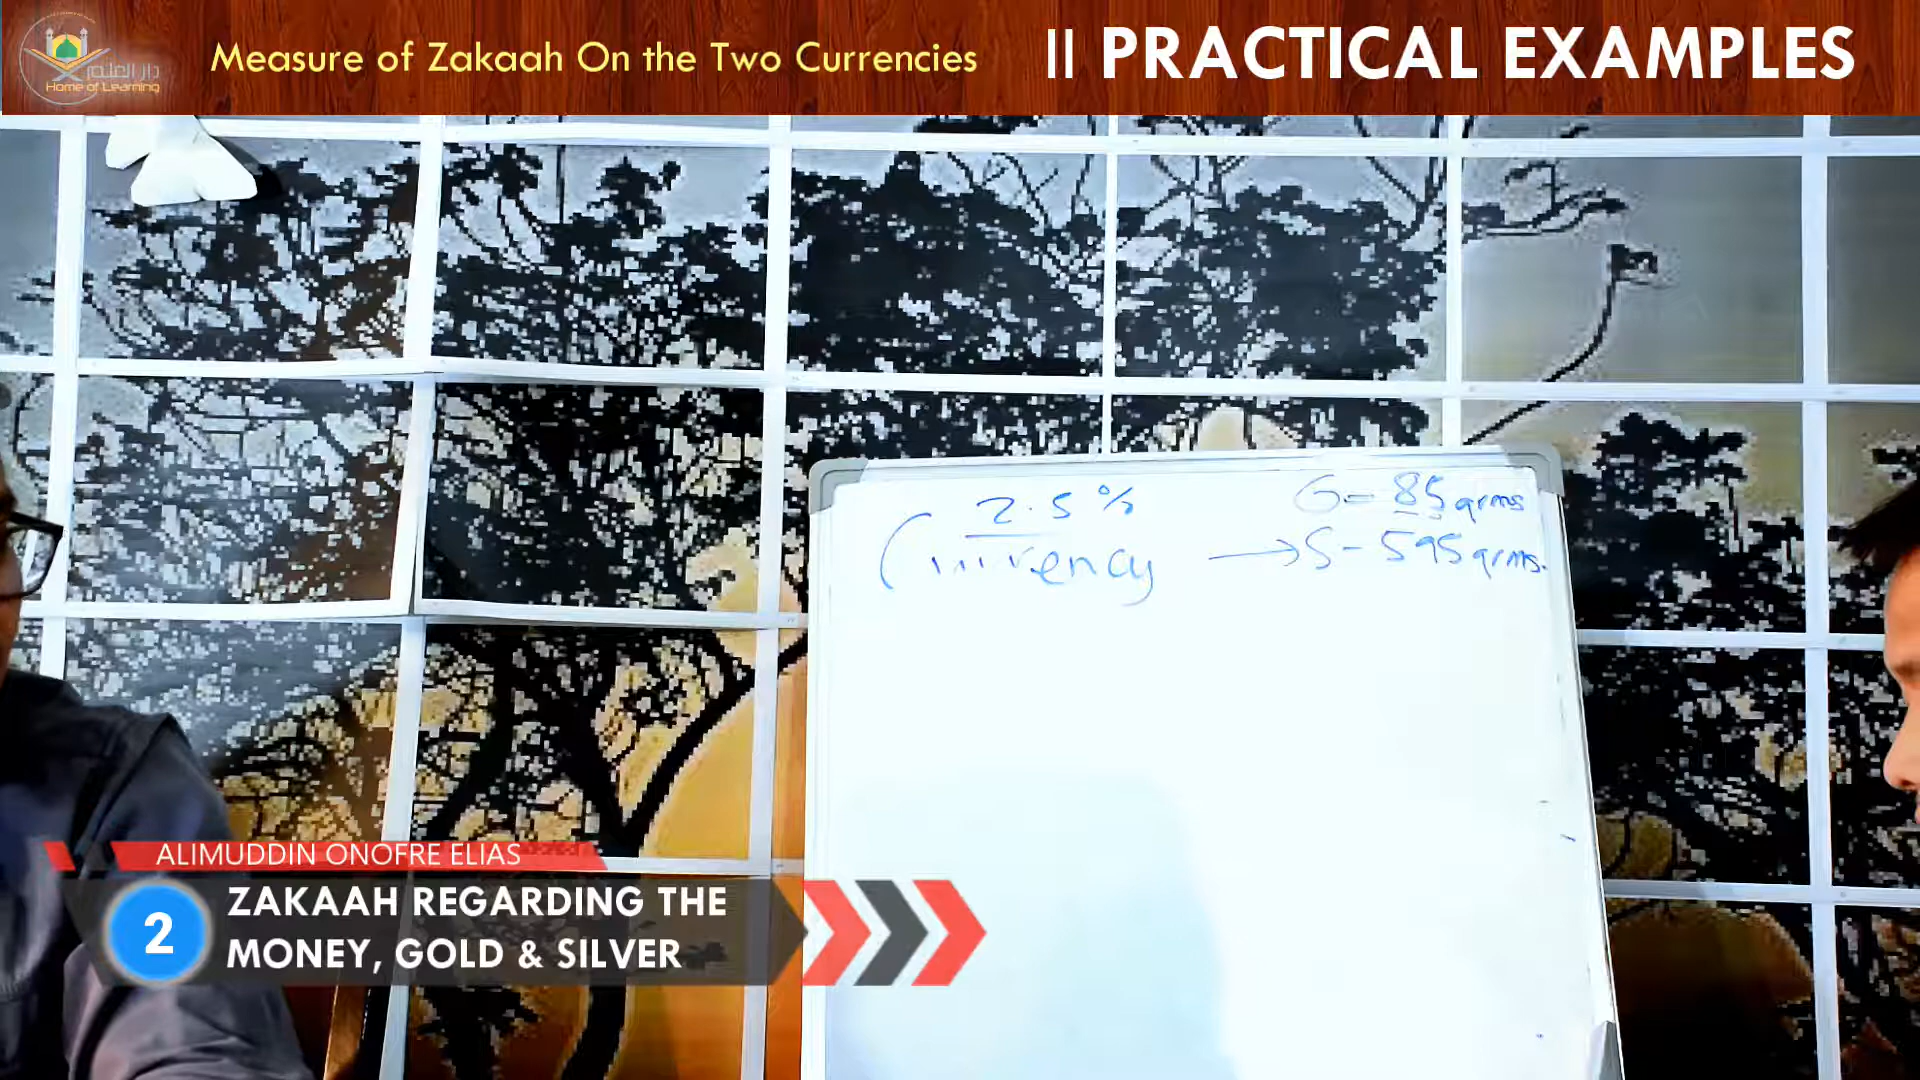 Measure of Zakaah On the Two Currencies
II PRACTICAL EXAMPLES
دار العلوم
Home of Learning
2.5 %
Currency
G = 85 grms
→ S - 595 grms.
ALIMUDDIN ONOFRE ELIAS
2
ZAKAAH REGARDING THE
MONEY, GOLD & SILVER